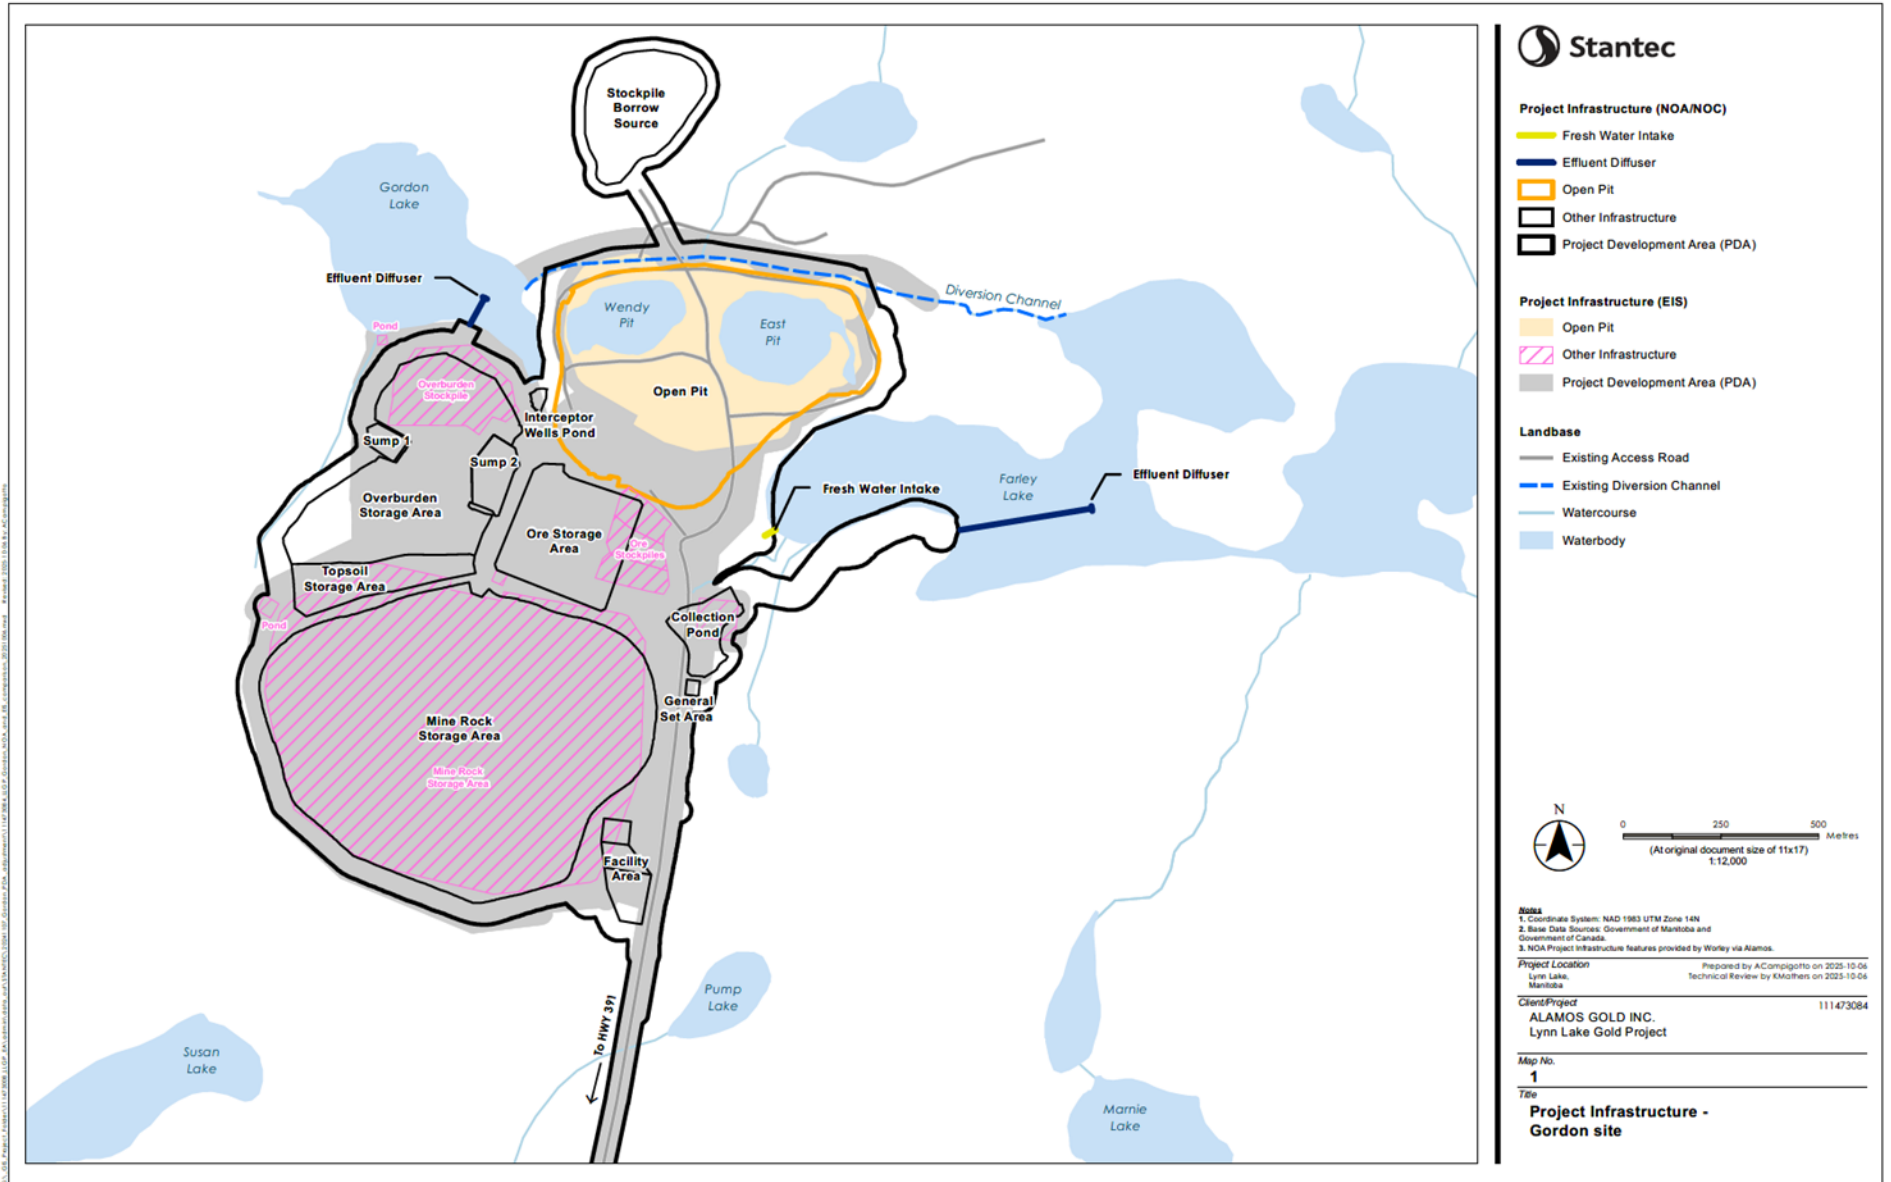 Stockpile
Borrow
Source
Gordon
Lake
Effluent Diffuser
Pond
Diversion Channel
Wendy
Pit
East
Pit
Open Pit
Overburden
Stockpile
Interceptor
Wells Pond
Sump 1
Sump 2
Overburden
Storage Area
Ore Storage
Area
Ore
Stockpiles
Fresh Water Intake
Farley
Lake
Effluent Diffuser
Topsoil
Storage Area
Pond
Collection
Pond
General
Set Area
Mine Rock
Storage Area
Mine Rock
Storage Area
Facility
Area
To HWY 391
Pump
Lake
Susan
Lake
Marnie
Lake
Stantec
Project Infrastructure (NOA/NOC)
Fresh Water Intake
Effluent Diffuser
Open Pit
Other Infrastructure
Project Development Area (PDA)
Project Infrastructure (EIS)
Open Pit
Other Infrastructure
Project Development Area (PDA)
Landbase
Existing Access Road
Existing Diversion Channel
Watercourse
Waterbody
N
0 250 500
Metres
(At original document size of 11x17)
1:12,000
Notes
1. Coordinate System: NAD 1983 UTM Zone 14N
2. Base Data Sources: Government of Manitoba and
Government of Canada.
3. NOA Project Infrastructure features provided by Worley via Alamos.
Project Location
Lynn Lake,
Manitoba
Prepared by ACampigotto on 2025-10-06
Technical Review by KMathers on 2025-10-06
Client/Project
111473084
ALAMOS GOLD INC.
Lynn Lake Gold Project
Map No.
1
Title
Project Infrastructure -
Gordon site